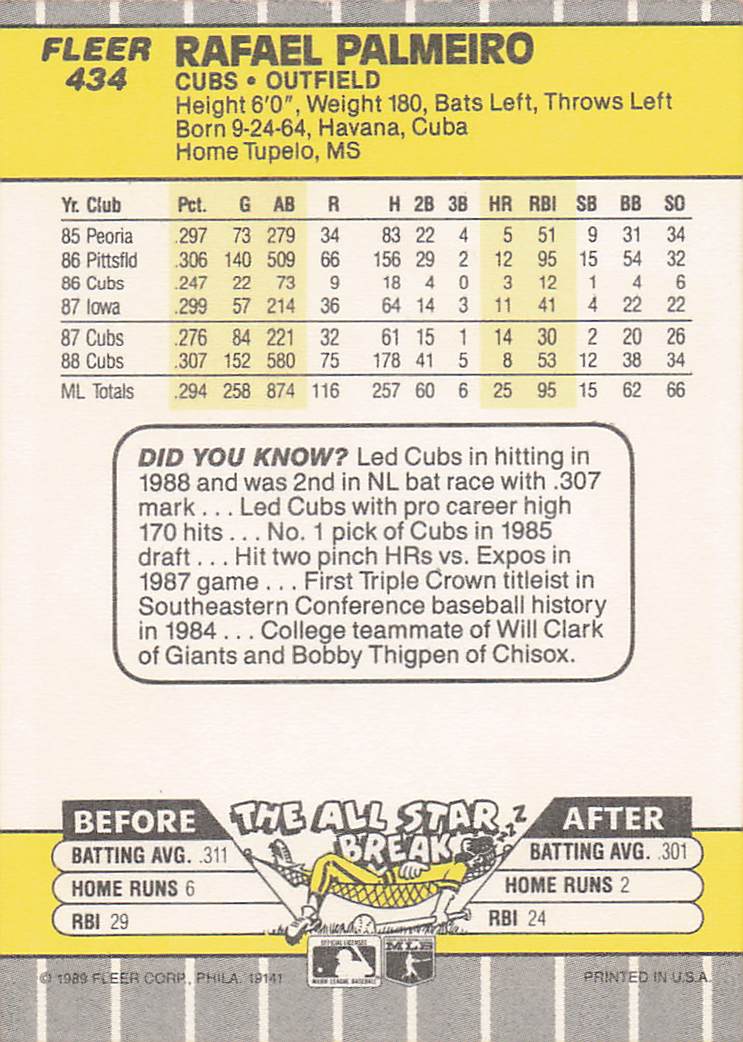 FLEER
434
RAFAEL PALMEIRO
CUBS • OUTFIELD
Height 6'0", Weight 180, Bats Left, Throws Left
Born 9-24-64, Havana, Cuba
Home Tupelo, MS
Yr. Club Pct. G AB R H 2B 3B HR RBI SB BB SO
85 Peoria .297 73 279 34 83 22 4 5 51 9 31 34
86 Pittsfld .306 140 509 66 156 29 2 12 95 15 54 32
86 Cubs .247 22 73 9 18 4 0 3 12 1 4 6
87 Iowa .299 57 214 36 64 14 3 11 41 4 22 22
87 Cubs .276 84 221 32 61 15 1 14 30 2 20 26
88 Cubs .307 152 580 75 178 41 5 8 53 12 38 34
ML Totals .294 258 874 116 257 60 6 25 95 15 62 66
DID YOU KNOW? Led Cubs in hitting in
1988 and was 2nd in NL bat race with .307
mark . . . Led Cubs with pro career high
170 hits . . . No. 1 pick of Cubs in 1985
draft . . . Hit two pinch HRs vs. Expos in
1987 game . . . First Triple Crown titleist in
Southeastern Conference baseball history
in 1984 . . . College teammate of Will Clark
of Giants and Bobby Thigpen of Chisox.
THE ALL STAR
BREAK
zzZ
BEFORE
BATTING AVG. .311
HOME RUNS 6
RBI 29
AFTER
BATTING AVG. .301
HOME RUNS 2
RBI 24
OFFICIAL LICENSEE
MAJOR LEAGUE BASEBALL
MLB
© 1989 FLEER CORP., PHILA. 19141
PRINTED IN U.S.A.